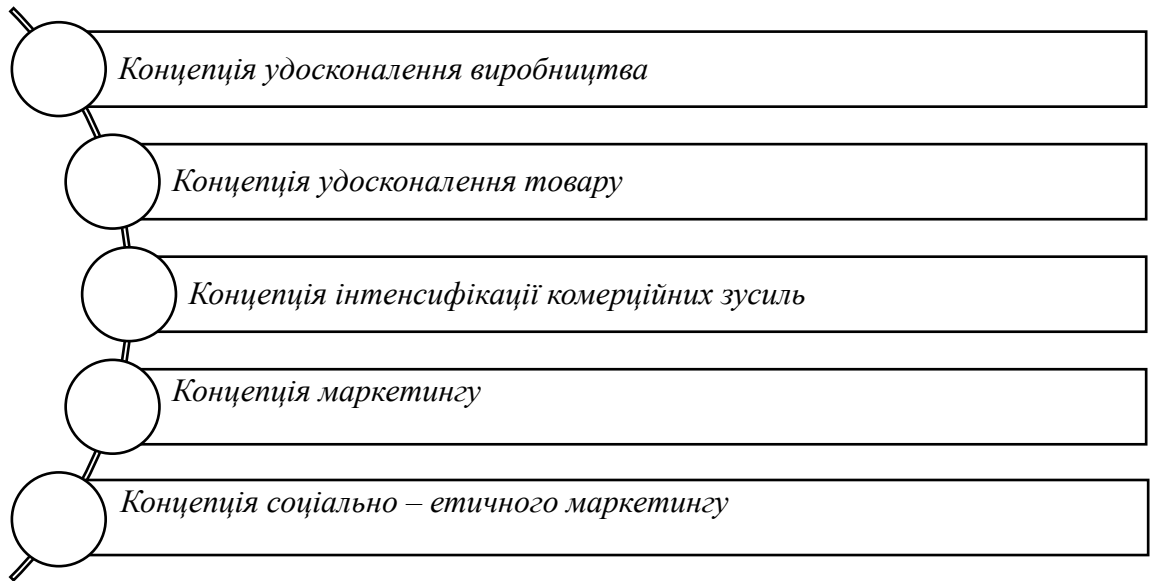 Концепція удосконалення виробництва
Концепція удосконалення товару
Концепція інтенсифікації комерційних зусиль
Концепція маркетингу
Концепція соціально – етичного маркетингу